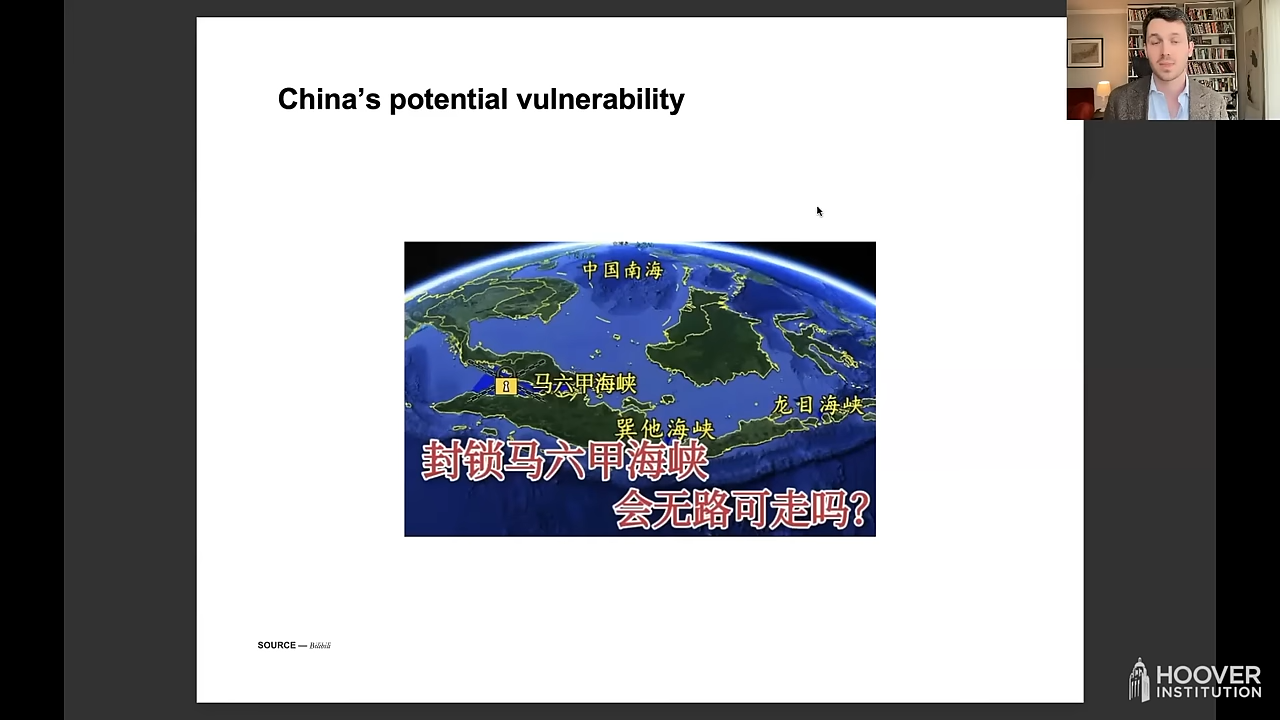 China’s potential vulnerability
中国南海
马六甲海峡
龙目海峡
巽他海峡
封锁马六甲海峡
会无路可走吗?
SOURCE — Bilibili
HOOVER
INSTITUTION